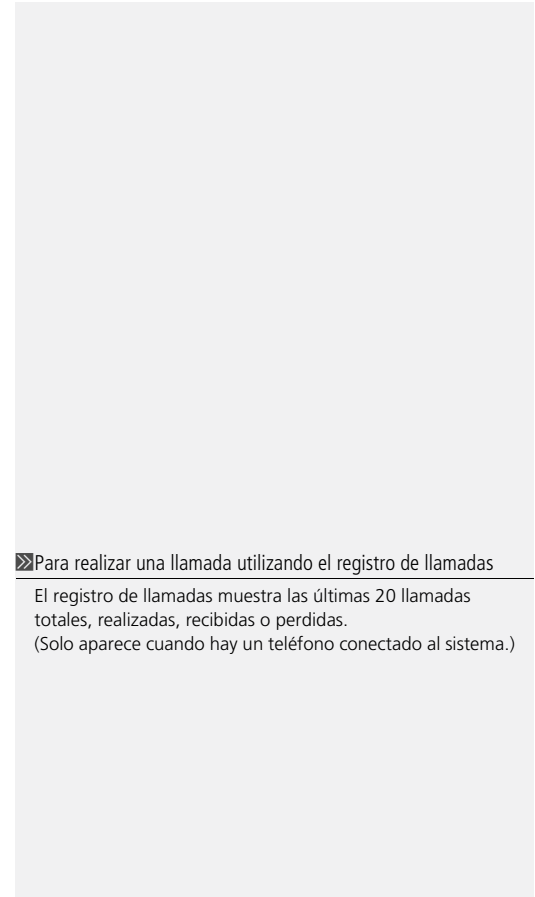 Para realizar una llamada utilizando el registro de llamadas
El registro de llamadas muestra las últimas 20 llamadas
totales, realizadas, recibidas o perdidas.
(Solo aparece cuando hay un teléfono conectado al sistema.)